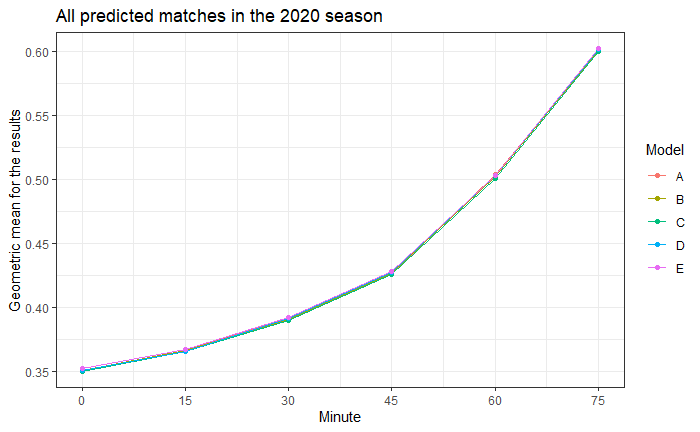 All predicted matches in the 2020 season
Geometric mean for the results
0.60
0.55
0.50
0.45
0.40
0.35
0 15 30 45 60 75
Minute
Model
A
B
C
D
E